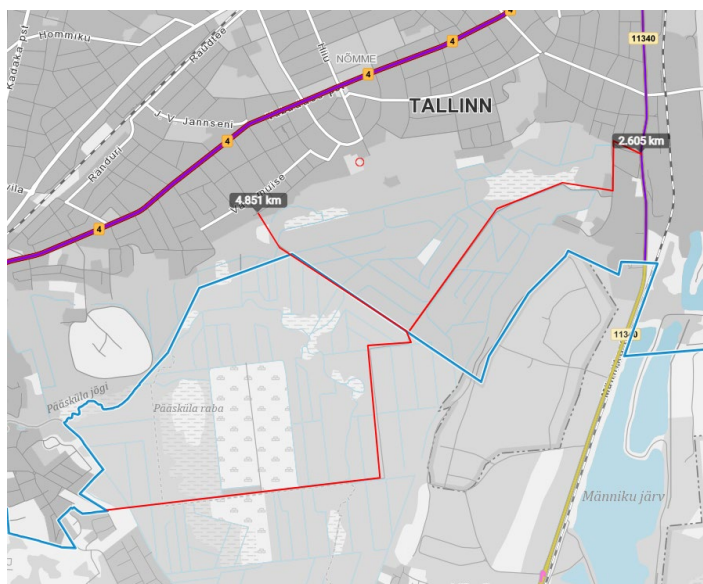 Kadaka pst
Hommiku
Raudtee
Hiiu
11340
4
NÕMME
4
TALLINN
J. V. Jannseni
4
2.605 km
Randuri
4.851 km
4
11340
Pääsküla jõgi
Pääsküla raba
Männiku järv